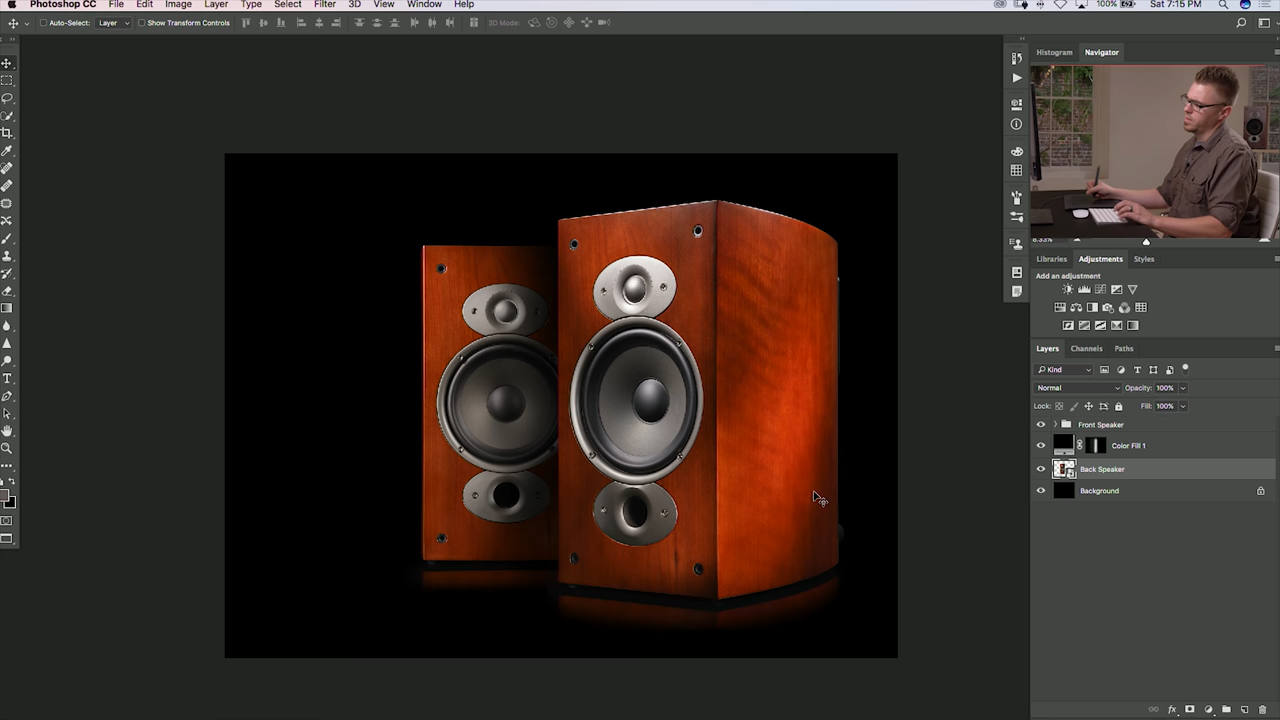 Photoshop CC File Edit Image Layer Type Select Filter 3D View Window Help 100% Sat 7:15 PM
Auto-Select: Layer Show Transform Controls 3D Mode:
Histogram Navigator
Libraries Adjustments Styles
Add an adjustment
Layers Channels Paths
Kind
Normal Opacity: 100%
Lock: Fill: 100%
Front Speaker
Color Fill 1
Back Speaker
Background